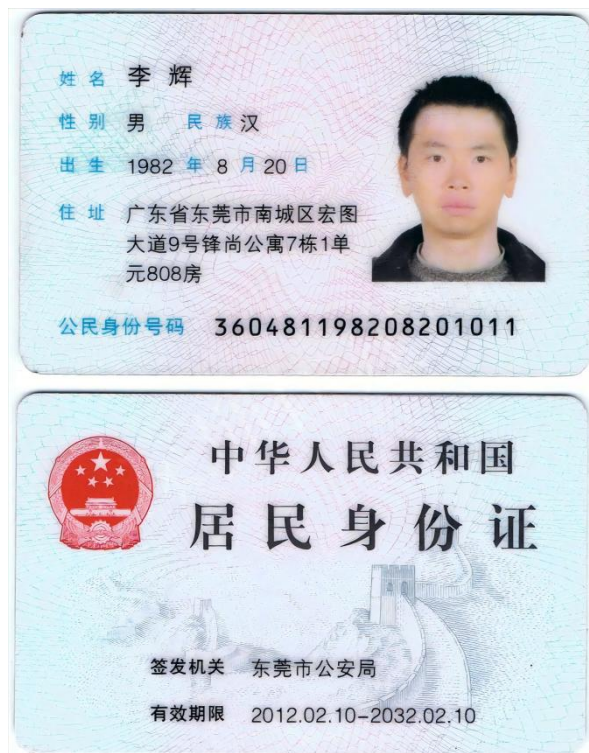 姓名 李辉
性别 男 民族 汉
出生 1982 年 8 月 20 日
住址 广东省东莞市南城区宏图
大道9号锋尚公寓7栋1单
元808房
公民身份号码 360481198208201011
中华人民共和国
居民身份证
签发机关 东莞市公安局
有效期限 2012.02.10-2032.02.10